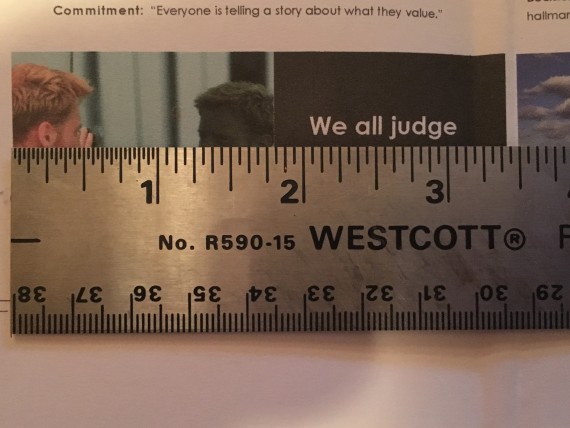 Commitment: "Everyone is telling a story about what they value."
hallmar
We all judge
1 2 3
No. R590-15 WESTCOTT®
38 37 36 35 34 33 32 31 30 29